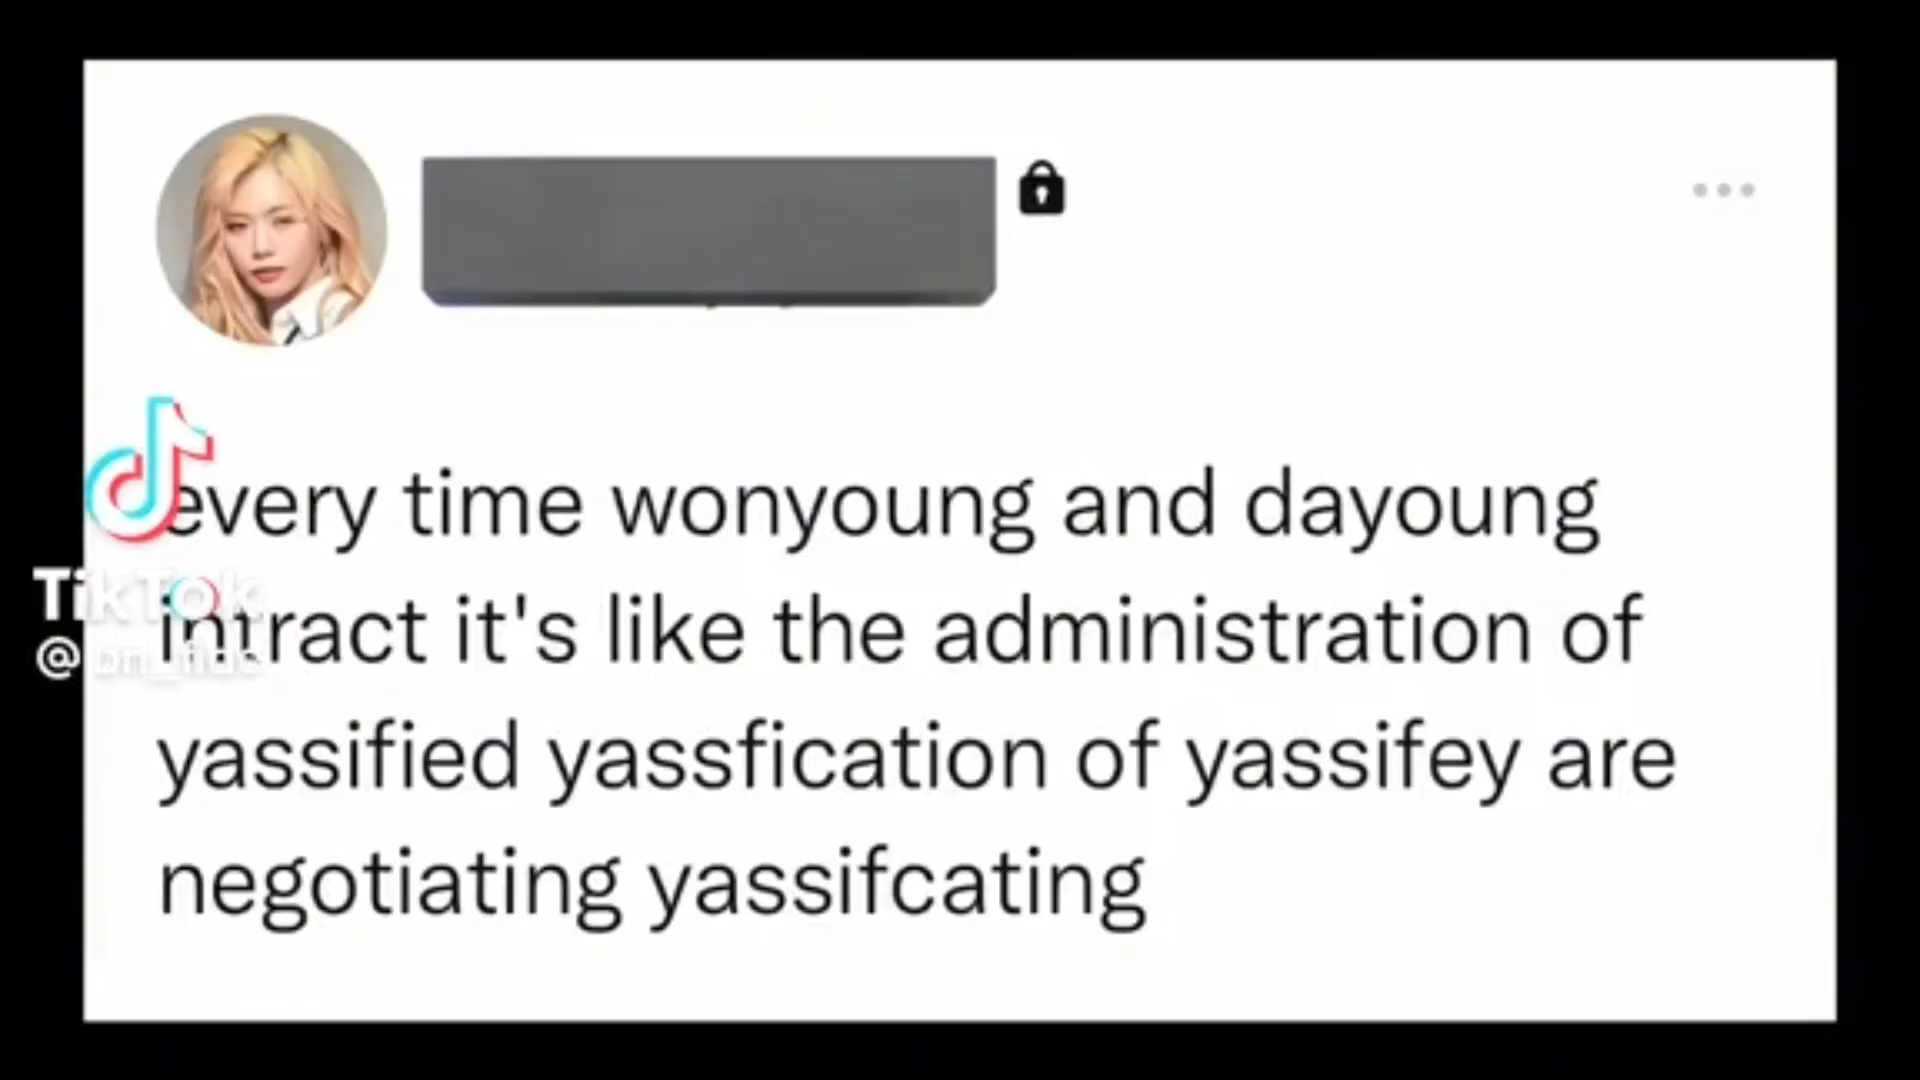 every time wonyoung and dayoung
TikTok
intract it's like the administration of
yassified yassfication of yassifey are
negotiating yassifcating